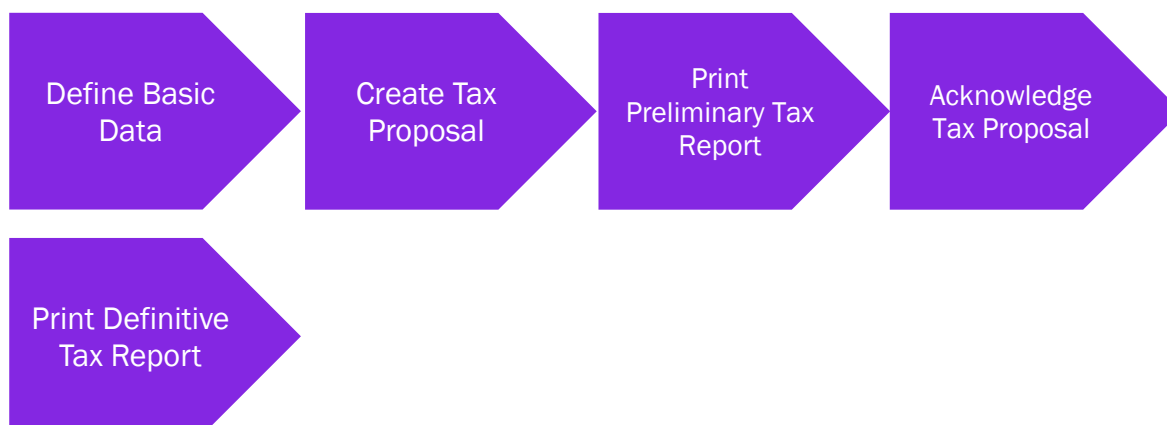 Define Basic
Data
Create Tax
Proposal
Print
Preliminary Tax
Report
Acknowledge
Tax Proposal
Print Definitive
Tax Report